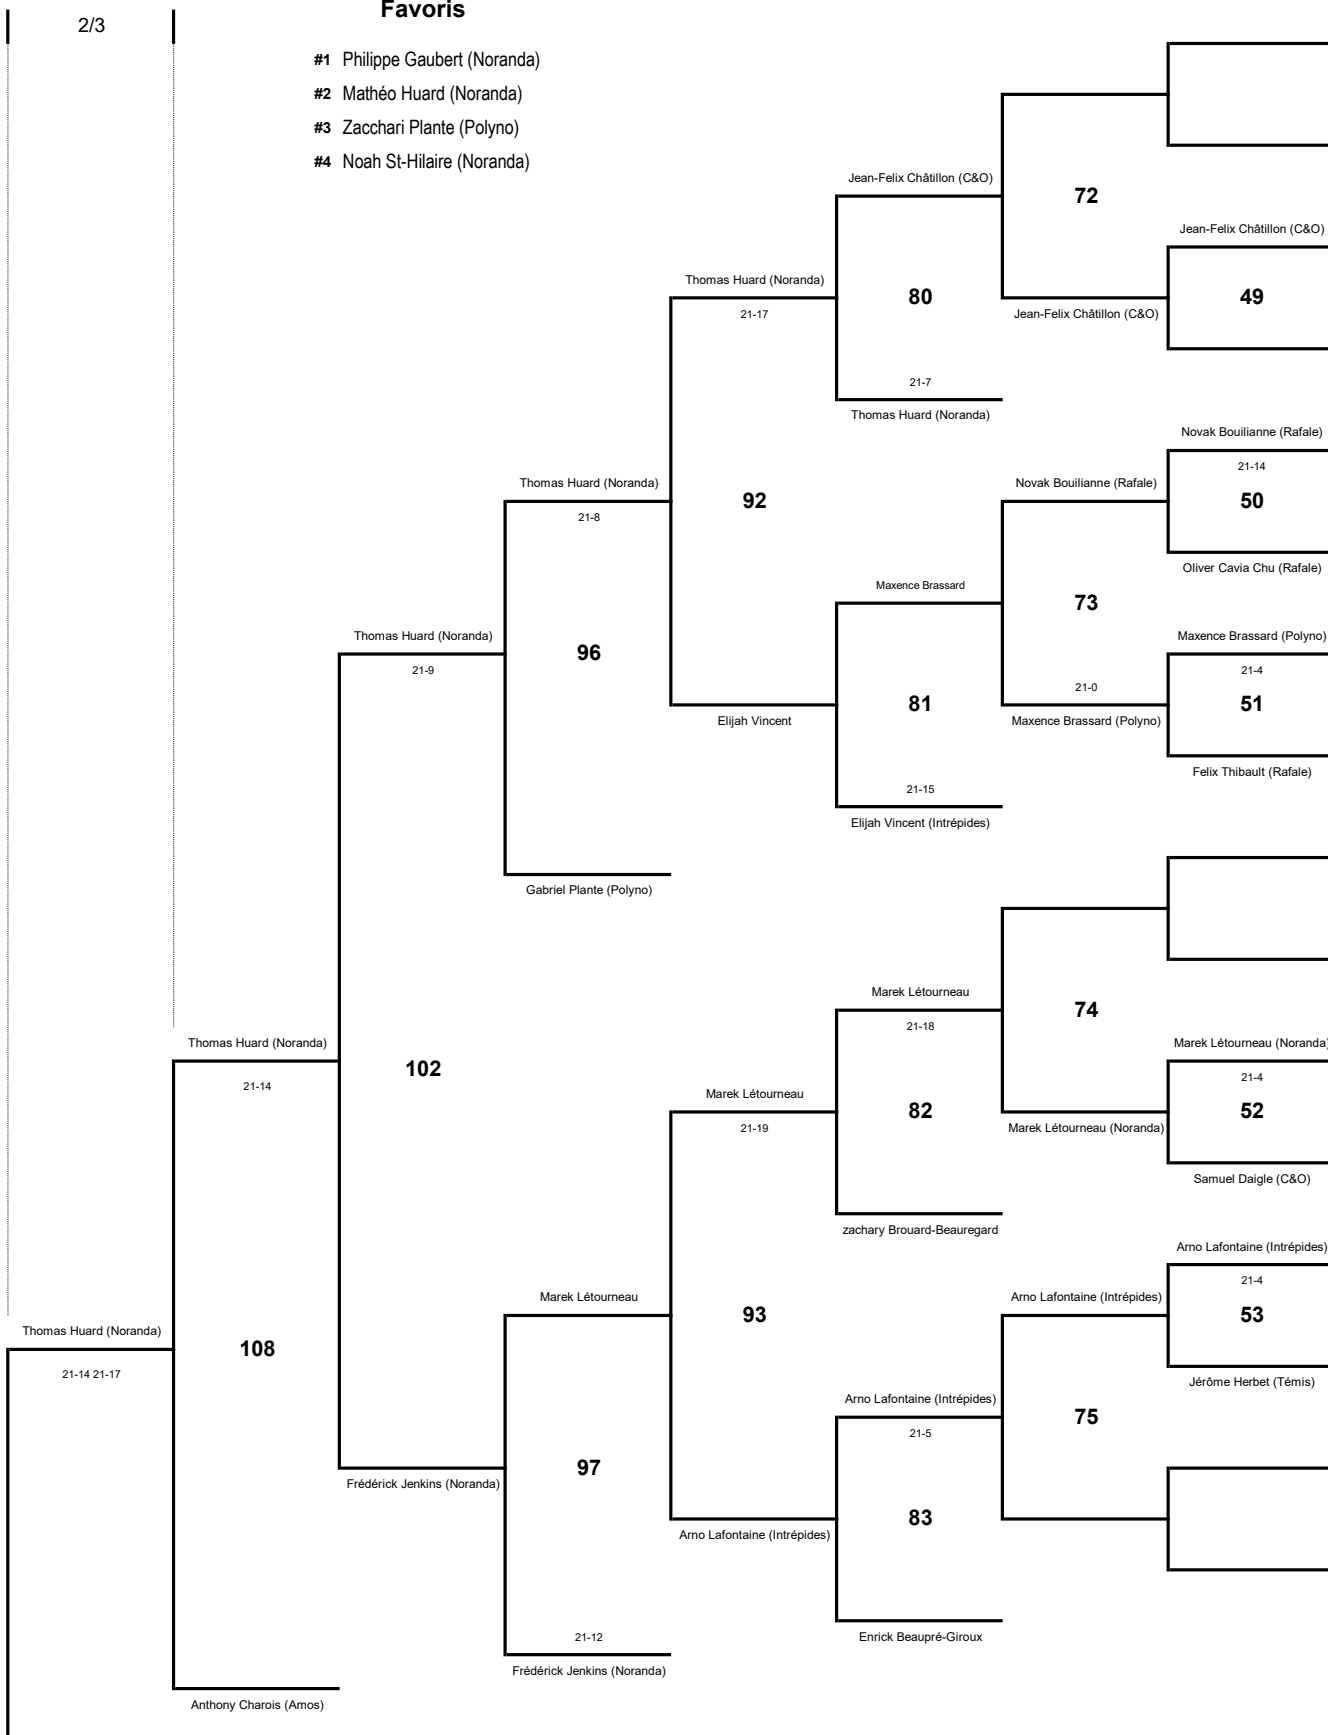 Favoris
2/3
#1 Philippe Gaubert (Noranda)
#2 Mathéo Huard (Noranda)
#3 Zacchari Plante (Polyno)
#4 Noah St-Hilaire (Noranda)
Jean-Felix Châtillon (C&O)
72
Jean-Felix Châtillon (C&O)
Thomas Huard (Noranda)
80
49
21-17
Jean-Felix Châtillon (C&O)
21-7
Thomas Huard (Noranda)
Novak Bouilianne (Rafale)
21-14
Thomas Huard (Noranda)
Novak Bouilianne (Rafale)
92
50
21-8
Oliver Cavia Chu (Rafale)
Maxence Brassard
73
Thomas Huard (Noranda)
Maxence Brassard (Polyno)
96
21-9
21-4
21-0
81
51
Elijah Vincent
Maxence Brassard (Polyno)
Felix Thibault (Rafale)
21-15
Elijah Vincent (Intrépides)
Gabriel Plante (Polyno)
Marek Létourneau
74
21-18
Thomas Huard (Noranda)
Marek Létourneau (Noranda)
102
21-4
21-14
Marek Létourneau
82
52
21-19
Marek Létourneau (Noranda)
Samuel Daigle (C&O)
zachary Brouard-Beauregard
Arno Lafontaine (Intrépides)
21-4
Marek Létourneau
Arno Lafontaine (Intrépides)
93
53
Thomas Huard (Noranda)
108
21-14 21-17
Jérôme Herbet (Témis)
Arno Lafontaine (Intrépides)
75
21-5
97
Frédérick Jenkins (Noranda)
83
Arno Lafontaine (Intrépides)
21-12
Enrick Beaupré-Giroux
Frédérick Jenkins (Noranda)
Anthony Charois (Amos)